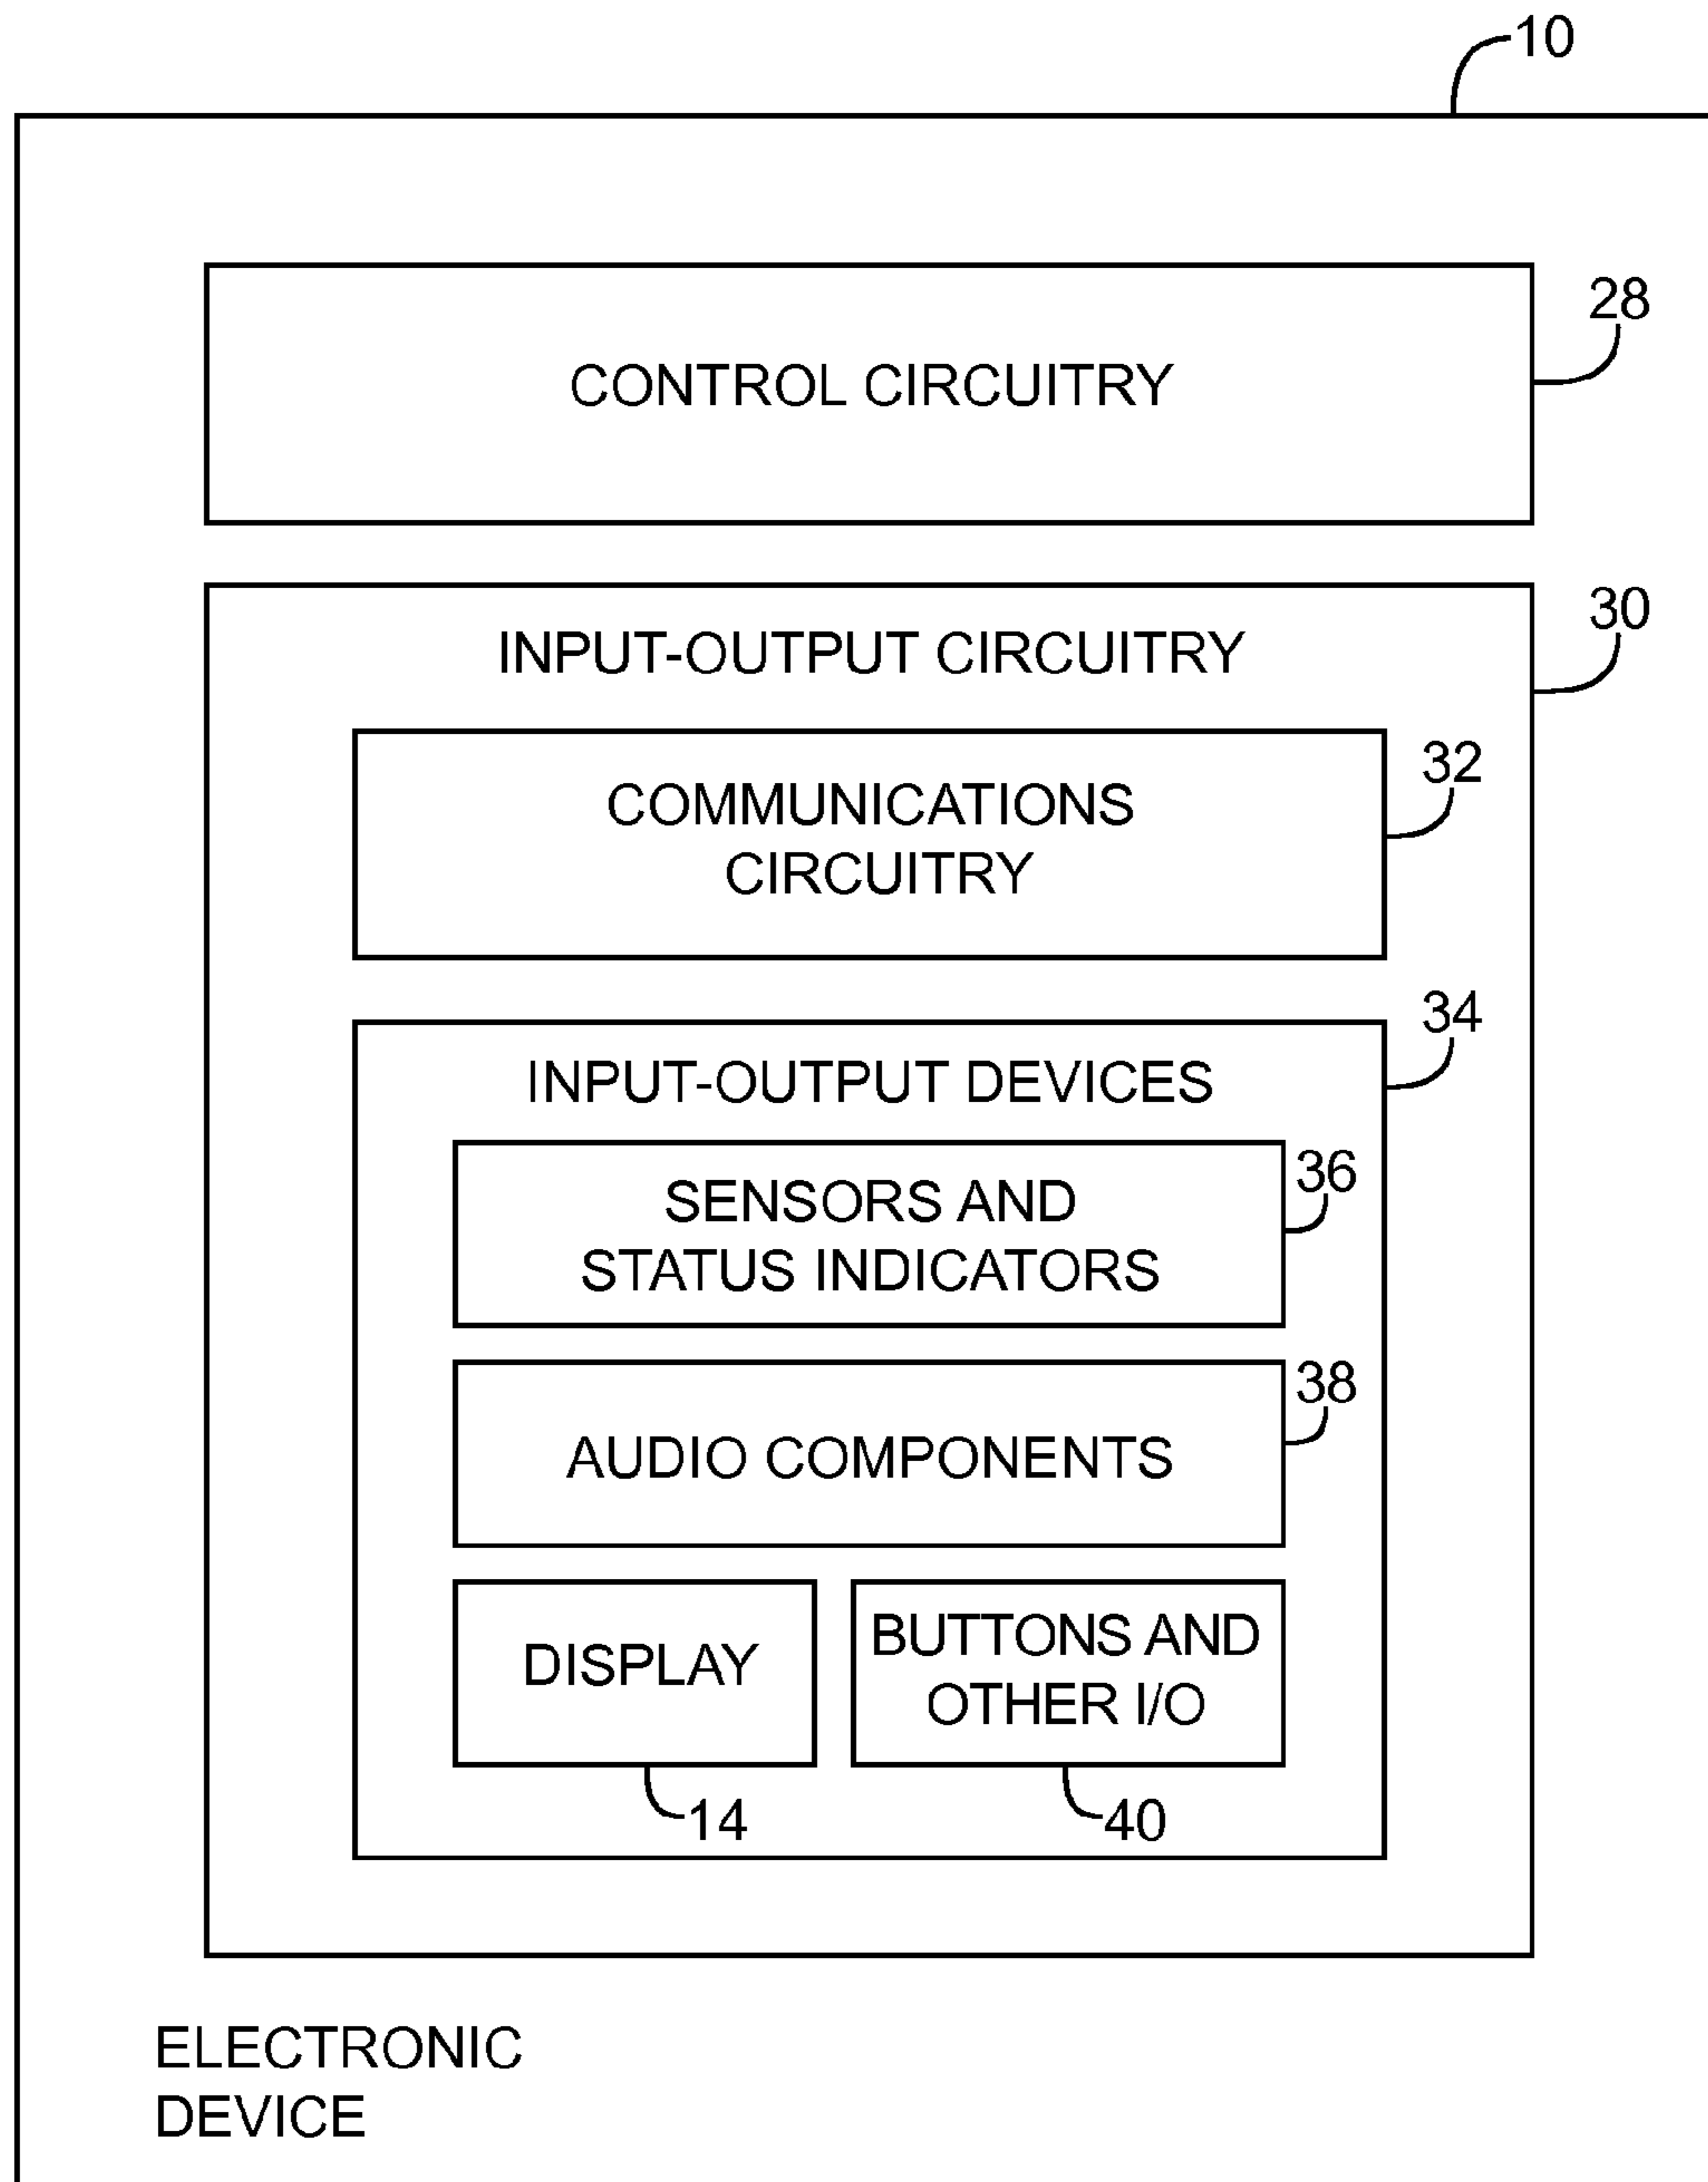 10
CONTROL CIRCUITRY
28
INPUT-OUTPUT CIRCUITRY
30
COMMUNICATIONS
CIRCUITRY
32
INPUT-OUTPUT DEVICES
34
SENSORS AND
STATUS INDICATORS
36
AUDIO COMPONENTS
38
DISPLAY
14
BUTTONS AND
OTHER I/O
40
ELECTRONIC
DEVICE